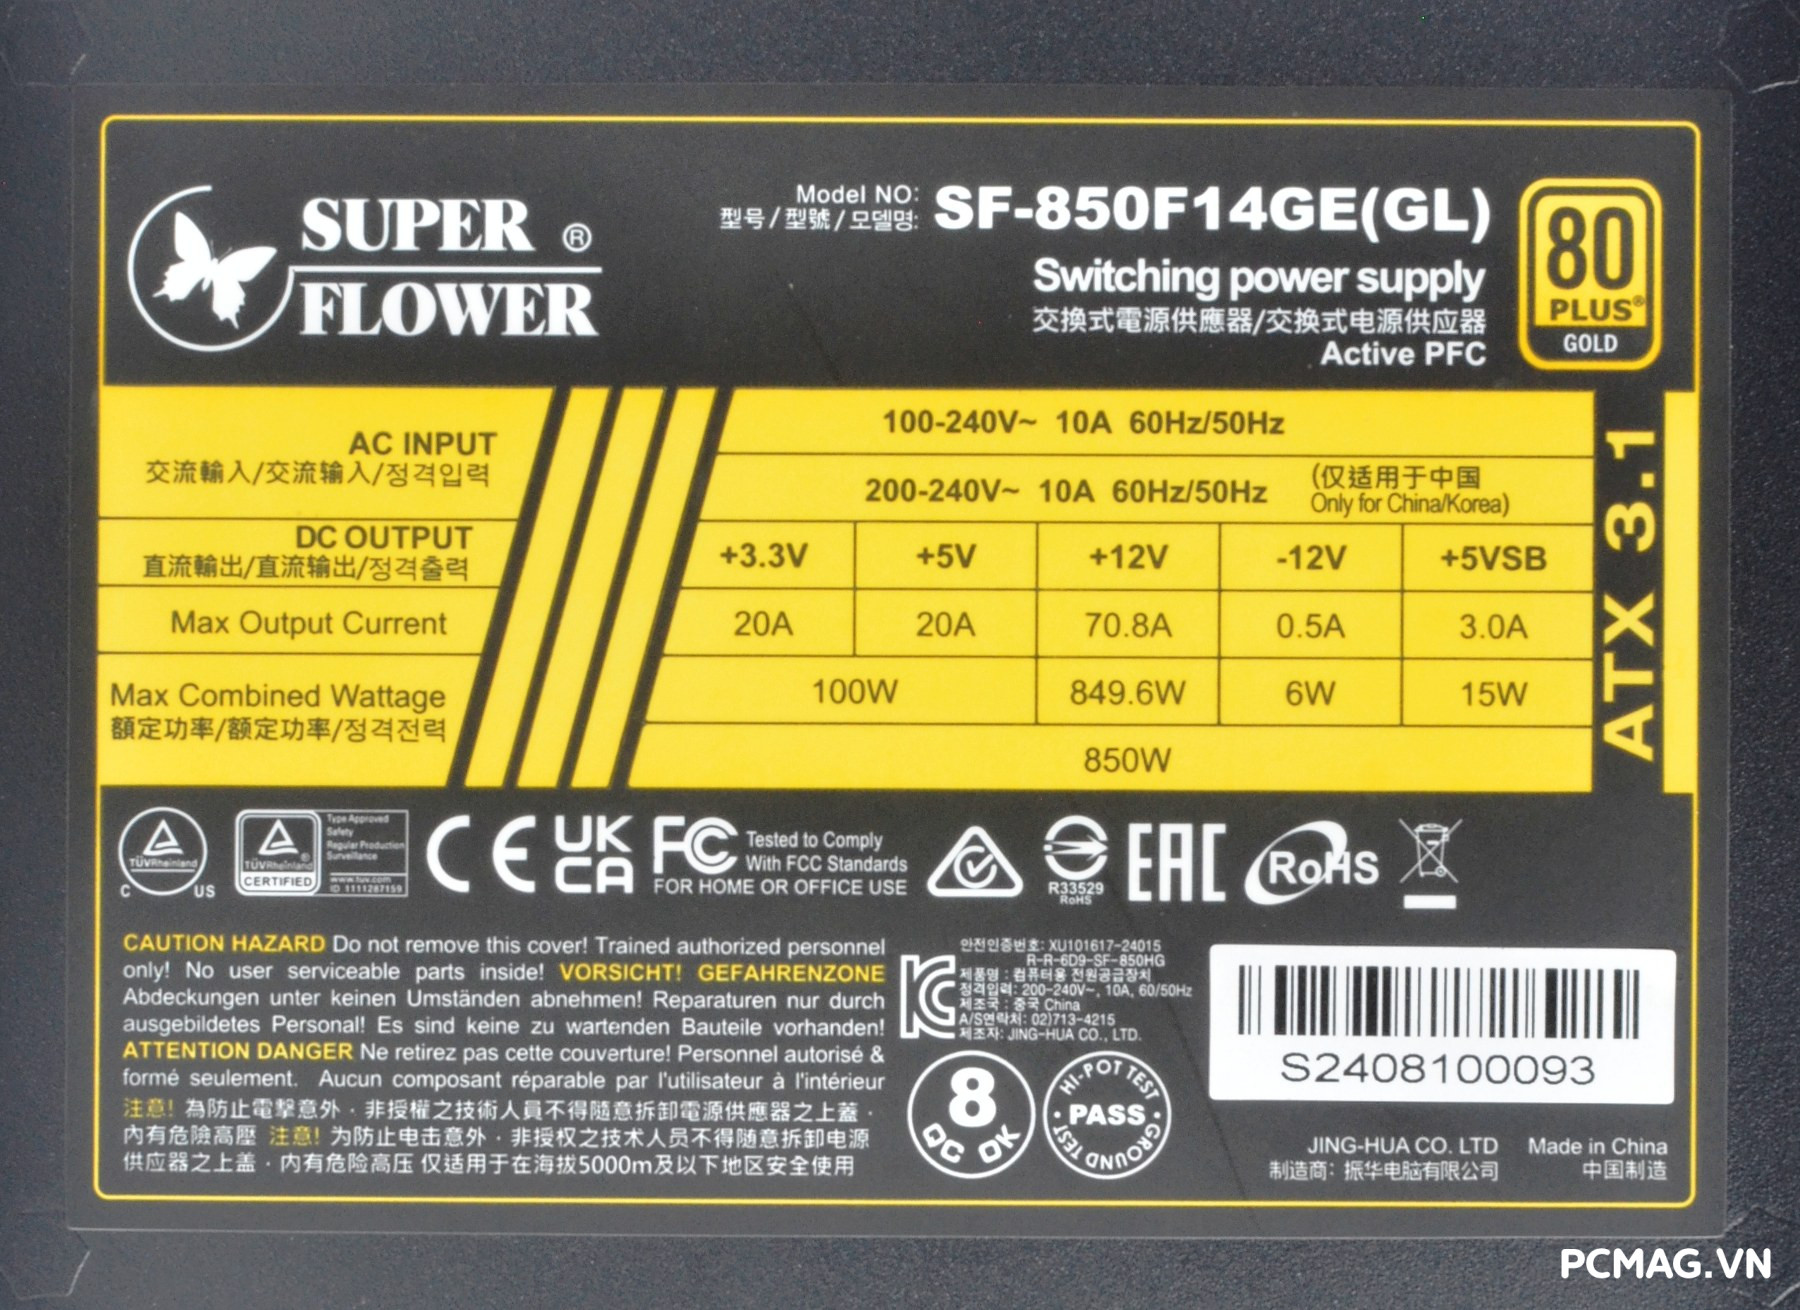 SUPER ®
FLOWER
Model NO: SF-850F14GE(GL)
型号/型號/모델명:
Switching power supply
交換式電源供應器/交换式电源供应器
Active PFC
80
PLUS®
GOLD
AC INPUT
交流輸入/交流输入/정격입력
100-240V~ 10A 60Hz/50Hz
200-240V~ 10A 60Hz/50Hz (仅适用于中国
Only for China/Korea)
DC OUTPUT
直流輸出/直流输出/정격출력
+3.3V +5V +12V -12V +5VSB
Max Output Current 20A 20A 70.8A 0.5A 3.0A
Max Combined Wattage
額定功率/额定功率/정격전력
100W 849.6W 6W 15W
850W
ATX 3.1
TÜVRheinland
C US
TÜVRheinland ®
CERTIFIED
Type Approved
Safety
Regular Production
Surveillance
www.tuv.com
ID 1111287159
CE
UK
CA
FC Tested to Comply
With FCC Standards
FOR HOME OR OFFICE USE
R33529
RoHS
EAC
RoHS
CAUTION HAZARD Do not remove this cover! Trained authorized personnel
only! No user serviceable parts inside! VORSICHT! GEFAHRENZONE
Abdeckungen unter keinen Umständen abnehmen! Reparaturen nur durch
ausgebildetes Personal! Es sind keine zu wartenden Bauteile vorhanden!
ATTENTION DANGER Ne retirez pas cette couverture! Personnel autorisé &
formé seulement. Aucun composant réparable par l'utilisateur à l'intérieur
注意! 為防止電擊意外，非授權之技術人員不得隨意拆卸電源供應器之上蓋，
內有危險高壓 注意! 为防止电击意外，非授权之技术人员不得随意拆卸电源
供应器之上盖，内有危险高压 仅适用于在海拔5000m及以下地区安全使用
안전인증번호: XU101617-24015
R-R-6D9-SF-850HG
제품명 : 컴퓨터용 전원공급장치
정격입력: 200-240V~, 10A, 60/50Hz
제조국 : 중국 China
A/S연락처: 02)713-4215
제조자: JING-HUA CO., LTD.
8
QC OK
HI-POT TEST
PASS
GROUND TEST
S2408100093
JING-HUA CO. LTD Made in China
制造商: 振华电脑有限公司 中国制造
PCMAG.VN